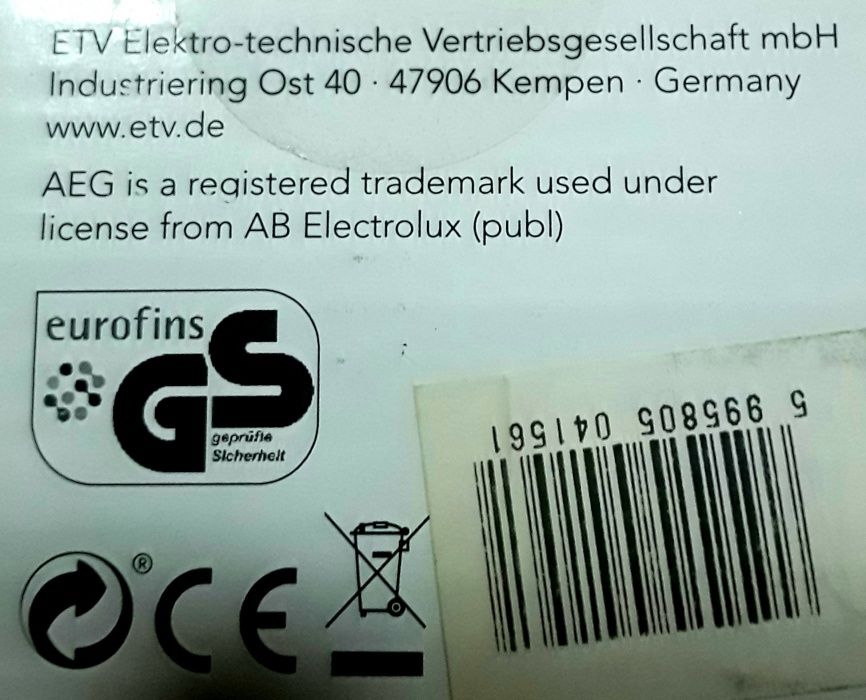 ETV Elektro-technische Vertriebsgesellschaft mbH
Industriering Ost 40 · 47906 Kempen · Germany
www.etv.de
AEG is a registered trademark used under
license from AB Electrolux (publ)
eurofins
GS
geprüfte
Sicherheit
® CE
5 995805 041561